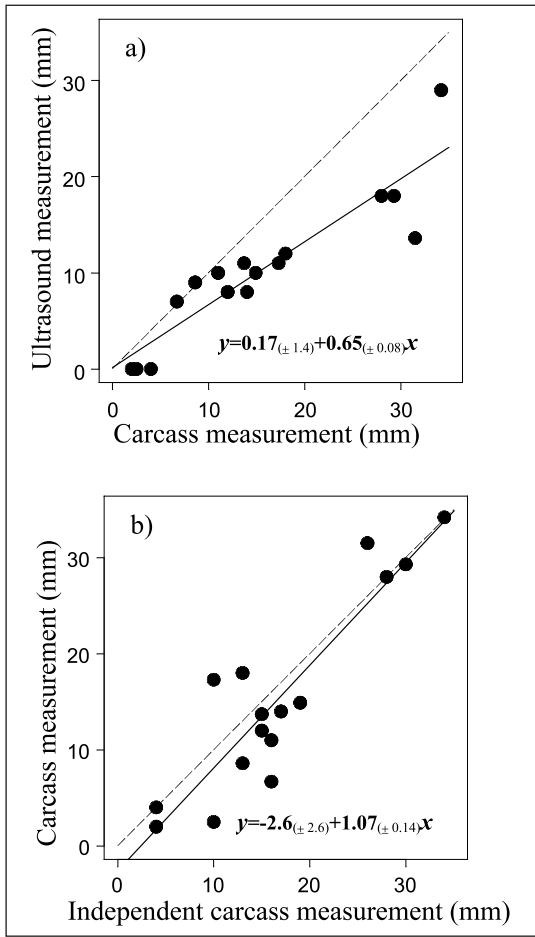 a)
Ultrasound measurement (mm)
30
20
10
0
y=0.17(± 1.4)+0.65(± 0.08)x
0 10 20 30
Carcass measurement (mm)
b)
Carcass measurement (mm)
30
20
10
0
y=-2.6(± 2.6)+1.07(± 0.14)x
0 10 20 30
Independent carcass measurement (mm)